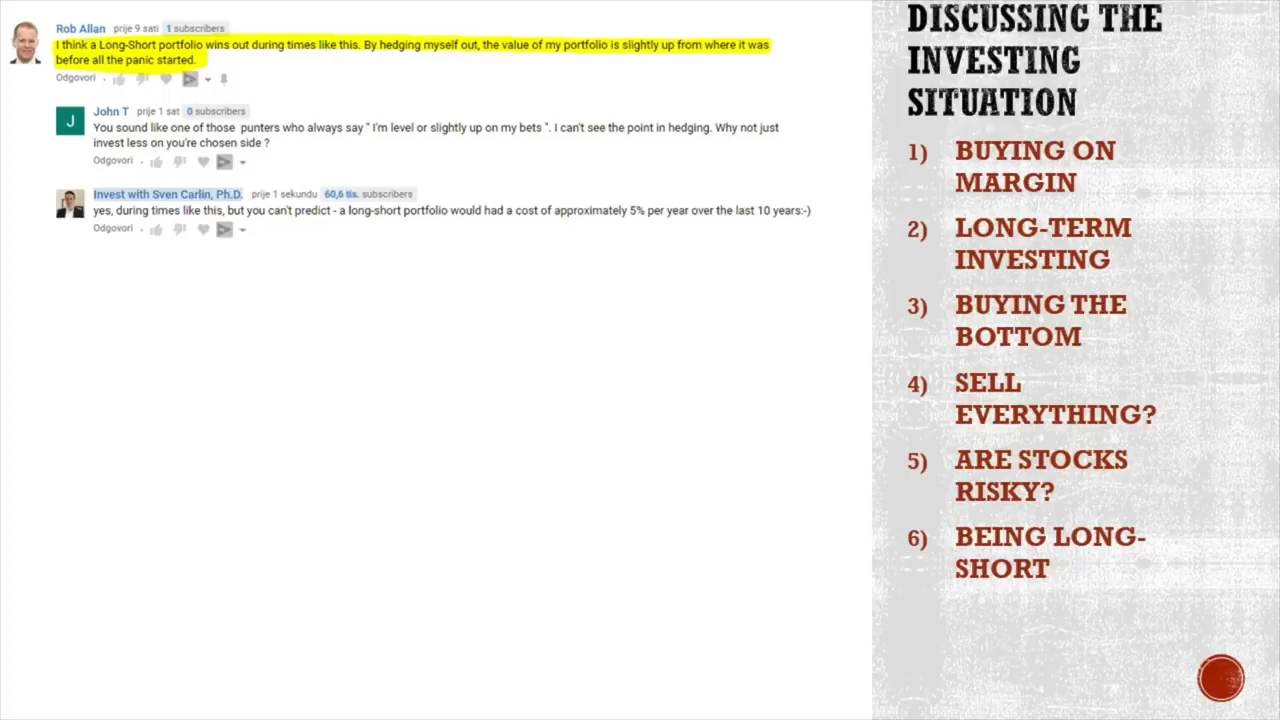 Rob Allan prije 9 sati 1 subscribers
I think a Long-Short portfolio wins out during times like this. By hedging myself out, the value of my portfolio is slightly up from where it was
before all the panic started.
Odgovori
J
John T prije 1 sat 0 subscribers
You sound like one of those punters who always say " I'm level or slightly up on my bets ". I can't see the point in hedging. Why not just
invest less on you're chosen side ?
Odgovori
Invest with Sven Carlin, Ph.D. prije 1 sekundu 60,6 tis. subscribers
yes, during times like this, but you can't predict - a long-short portfolio would had a cost of approximately 5% per year over the last 10 years:-)
Odgovori
DISCUSSING THE
INVESTING
SITUATION
1) BUYING ON
MARGIN
2) LONG-TERM
INVESTING
3) BUYING THE
BOTTOM
4) SELL
EVERYTHING?
5) ARE STOCKS
RISKY?
6) BEING LONG-
SHORT